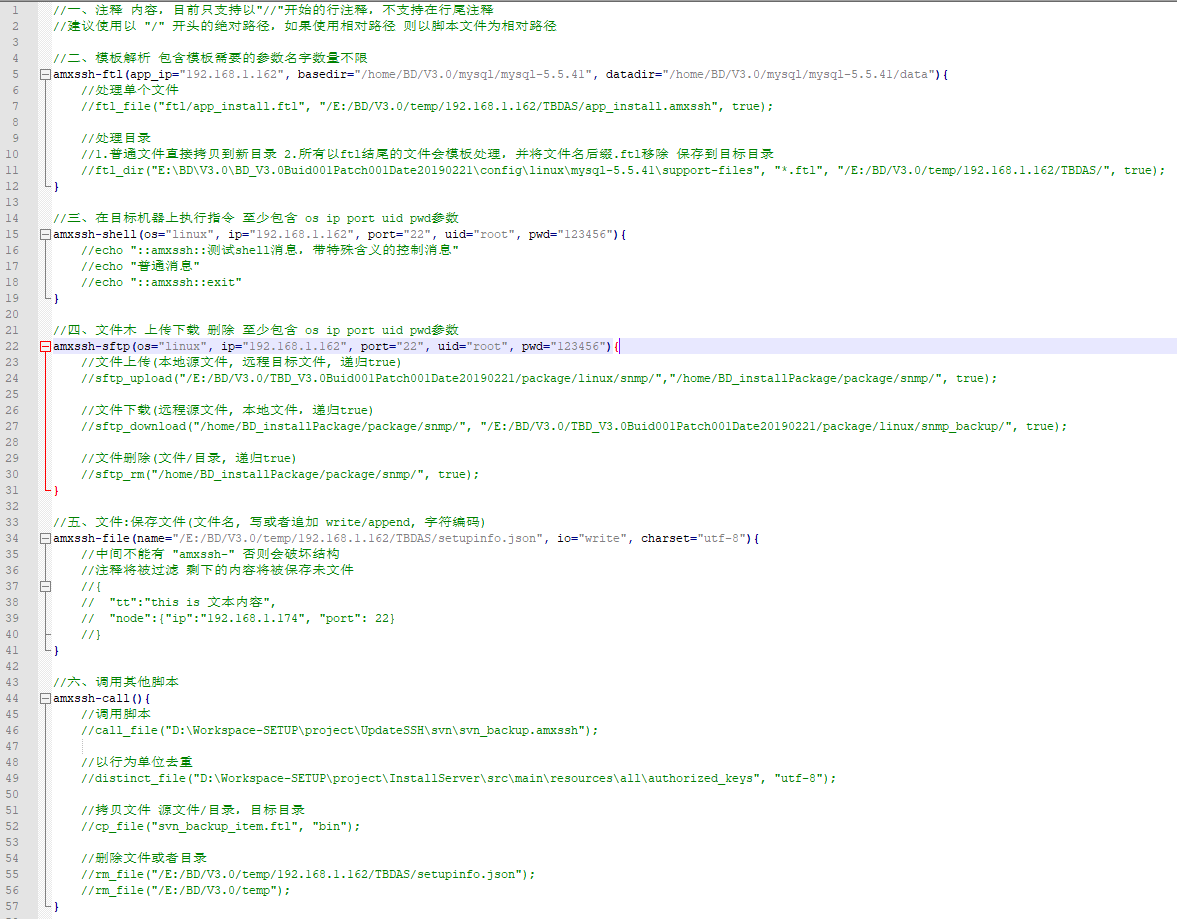 1 //一、注释 内容，目前只支持以"//"开始的行注释，不支持在行尾注释
2 //建议使用以 "/" 开头的绝对路径，如果使用相对路径 则以脚本文件为相对路径
3
4 //二、模板解析 包含模板需要的参数名字数量不限
5 amxssh-ftl(app_ip="192.168.1.162", basedir="/home/BD/V3.0/mysql/mysql-5.5.41", datadir="/home/BD/V3.0/mysql/mysql-5.5.41/data"){
6 //处理单个文件
7 //ftl_file("ftl/app_install.ftl", "/E:/BD/V3.0/temp/192.168.1.162/TBDAS/app_install.amxssh", true);
8
9 //处理目录
10 //1.普通文件直接拷贝到新目录 2.所有以ftl结尾的文件会模板处理，并将文件名后缀.ftl移除 保存到目标目录
11 //ftl_dir("E:\BD\V3.0\BD_V3.0Buid001Patch001Date20190221\config\linux\mysql-5.5.41\support-files", "*.ftl", "/E:/BD/V3.0/temp/192.168.1.162/TBDAS/", true);
12 }
13
14 //三、在目标机器上执行指令 至少包含 os ip port uid pwd参数
15 amxssh-shell(os="linux", ip="192.168.1.162", port="22", uid="root", pwd="123456"){
16 //echo "::amxssh::测试shell消息，带特殊含义的控制消息"
17 //echo "普通消息"
18 //echo "::amxssh::exit"
19 }
20
21 //四、文件木 上传下载 删除 至少包含 os ip port uid pwd参数
22 amxssh-sftp(os="linux", ip="192.168.1.162", port="22", uid="root", pwd="123456"){
23 //文件上传(本地源文件, 远程目标文件, 递归true)
24 //sftp_upload("/E:/BD/V3.0/TBD_V3.0Buid001Patch001Date20190221/package/linux/snmp/","/home/BD_installPackage/package/snmp/", true);
25
26 //文件下载(远程源文件, 本地文件，递归true)
27 //sftp_download("/home/BD_installPackage/package/snmp/", "/E:/BD/V3.0/TBD_V3.0Buid001Patch001Date20190221/package/linux/snmp_backup/", true);
28
29 //文件删除(文件/目录, 递归true)
30 //sftp_rm("/home/BD_installPackage/package/snmp/", true);
31 }
32
33 //五、文件:保存文件(文件名, 写或者追加 write/append, 字符编码)
34 amxssh-file(name="/E:/BD/V3.0/temp/192.168.1.162/TBDAS/setupinfo.json", io="write", charset="utf-8"){
35 //中间不能有 "amxssh-" 否则会破坏结构
36 //注释将被过滤 剩下的内容将被保存未文件
37 //{
38 // "tt":"this is 文本内容",
39 // "node":{"ip":"192.168.1.174", "port": 22}
40 //}
41 }
42
43 //六、调用其他脚本
44 amxssh-call(){
45 //调用脚本
46 //call_file("D:\Workspace-SETUP\project\UpdateSSH\svn\svn_backup.amxssh");
47
48 //以行为单位去重
49 //distinct_file("D:\Workspace-SETUP\project\InstallServer\src\main\resources\all\authorized_keys", "utf-8");
50
51 //拷贝文件 源文件/目录，目标目录
52 //cp_file("svn_backup_item.ftl", "bin");
53
54 //删除文件或者目录
55 //rm_file("/E:/BD/V3.0/temp/192.168.1.162/TBDAS/setupinfo.json");
56 //rm_file("/E:/BD/V3.0/temp");
57 }